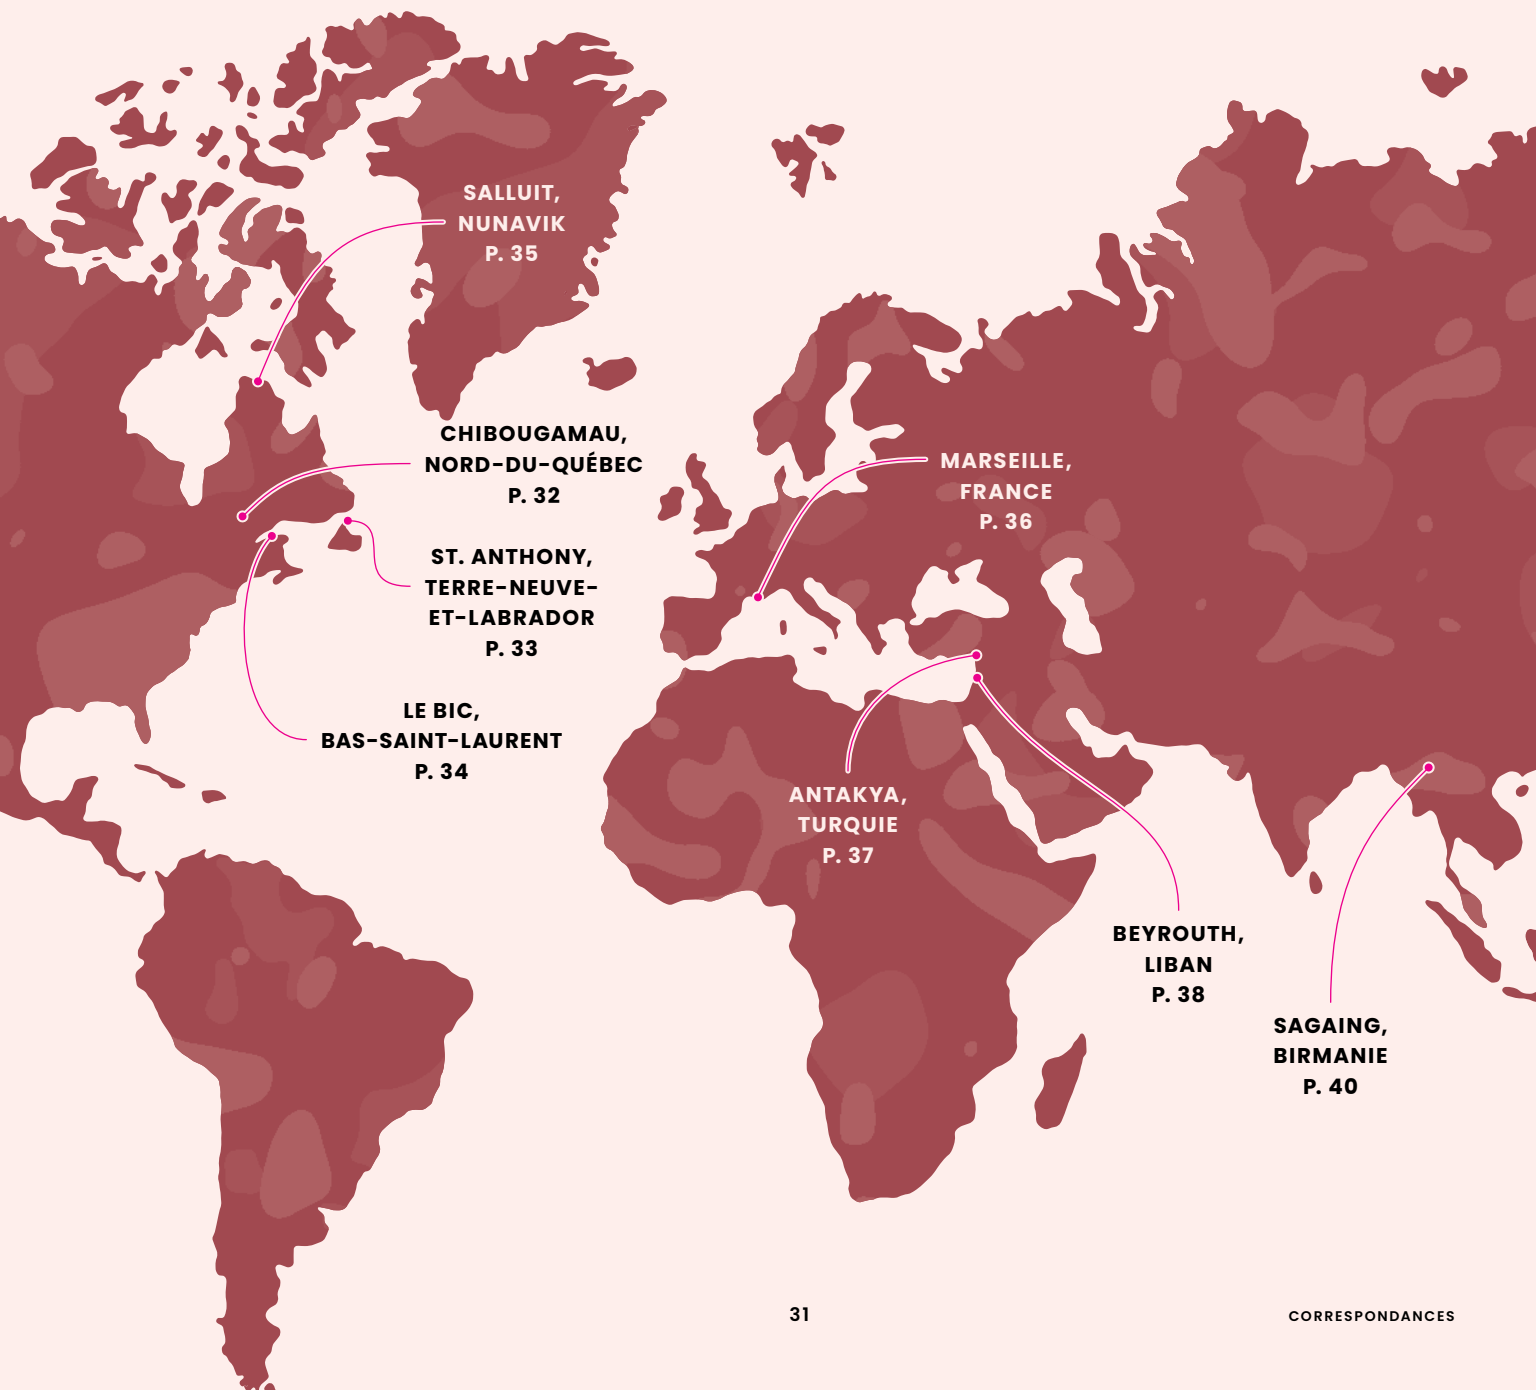 SALLUIT,
NUNAVIK
P. 35
CHIBOUGAMAU,
NORD-DU-QUÉBEC
P. 32
ST. ANTHONY,
TERRE-NEUVE-
ET-LABRADOR
P. 33
LE BIC,
BAS-SAINT-LAURENT
P. 34
MARSEILLE,
FRANCE
P. 36
ANTAKYA,
TURQUIE
P. 37
BEYROUTH,
LIBAN
P. 38
SAGAING,
BIRMANIE
P. 40
31
CORRESPONDANCES